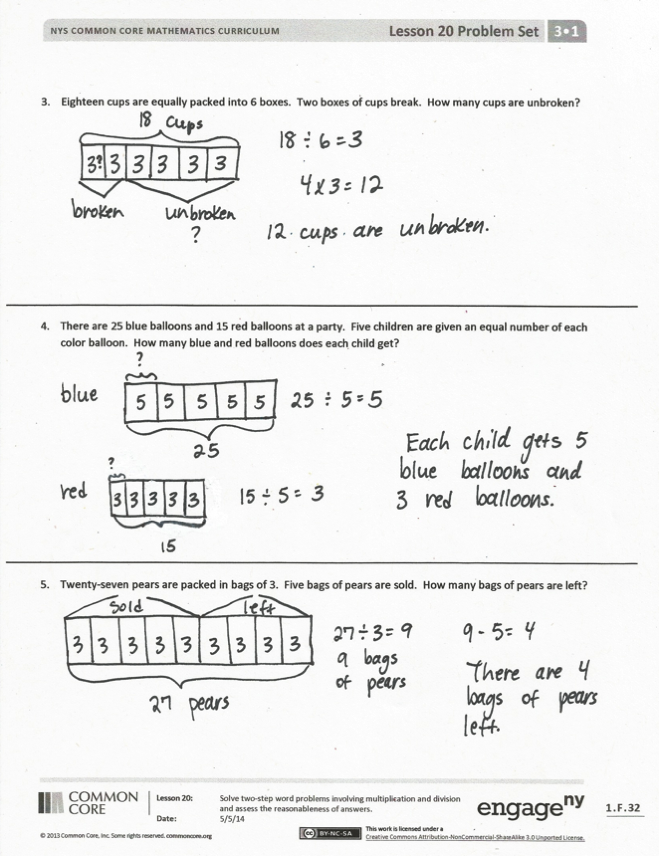 NYS COMMON CORE MATHEMATICS CURRICULUM
Lesson 20 Problem Set 3•1
3. Eighteen cups are equally packed into 6 boxes. Two boxes of cups break. How many cups are unbroken?
18 cups
3? 3 3 3 3 3
broken
unbroken
?
18 ÷ 6 = 3
4 x 3 = 12
12 cups are unbroken.
4. There are 25 blue balloons and 15 red balloons at a party. Five children are given an equal number of each
color balloon. How many blue and red balloons does each child get?
?
blue
5 5 5 5 5
25 ÷ 5 = 5
25
?
red
3 3 3 3 3
15 ÷ 5 = 3
15
Each child gets 5
blue balloons and
3 red balloons.
5. Twenty-seven pears are packed in bags of 3. Five bags of pears are sold. How many bags of pears are left?
sold
left
3 3 3 3 3 3 3 3 3
27 pears
27 ÷ 3 = 9
9 bags
of pears
9 - 5 = 4
There are 4
bags of pears
left.
COMMON
CORE
Lesson 20:
Date:
Solve two-step word problems involving multiplication and division
and assess the reasonableness of answers.
5/5/14
engageny
1.F.32
© 2013 Common Core, Inc. Some rights reserved. commoncore.org
cc BY-NC-SA
This work is licensed under a
Creative Commons Attribution-NonCommercial-ShareAlike 3.0 Unported License.